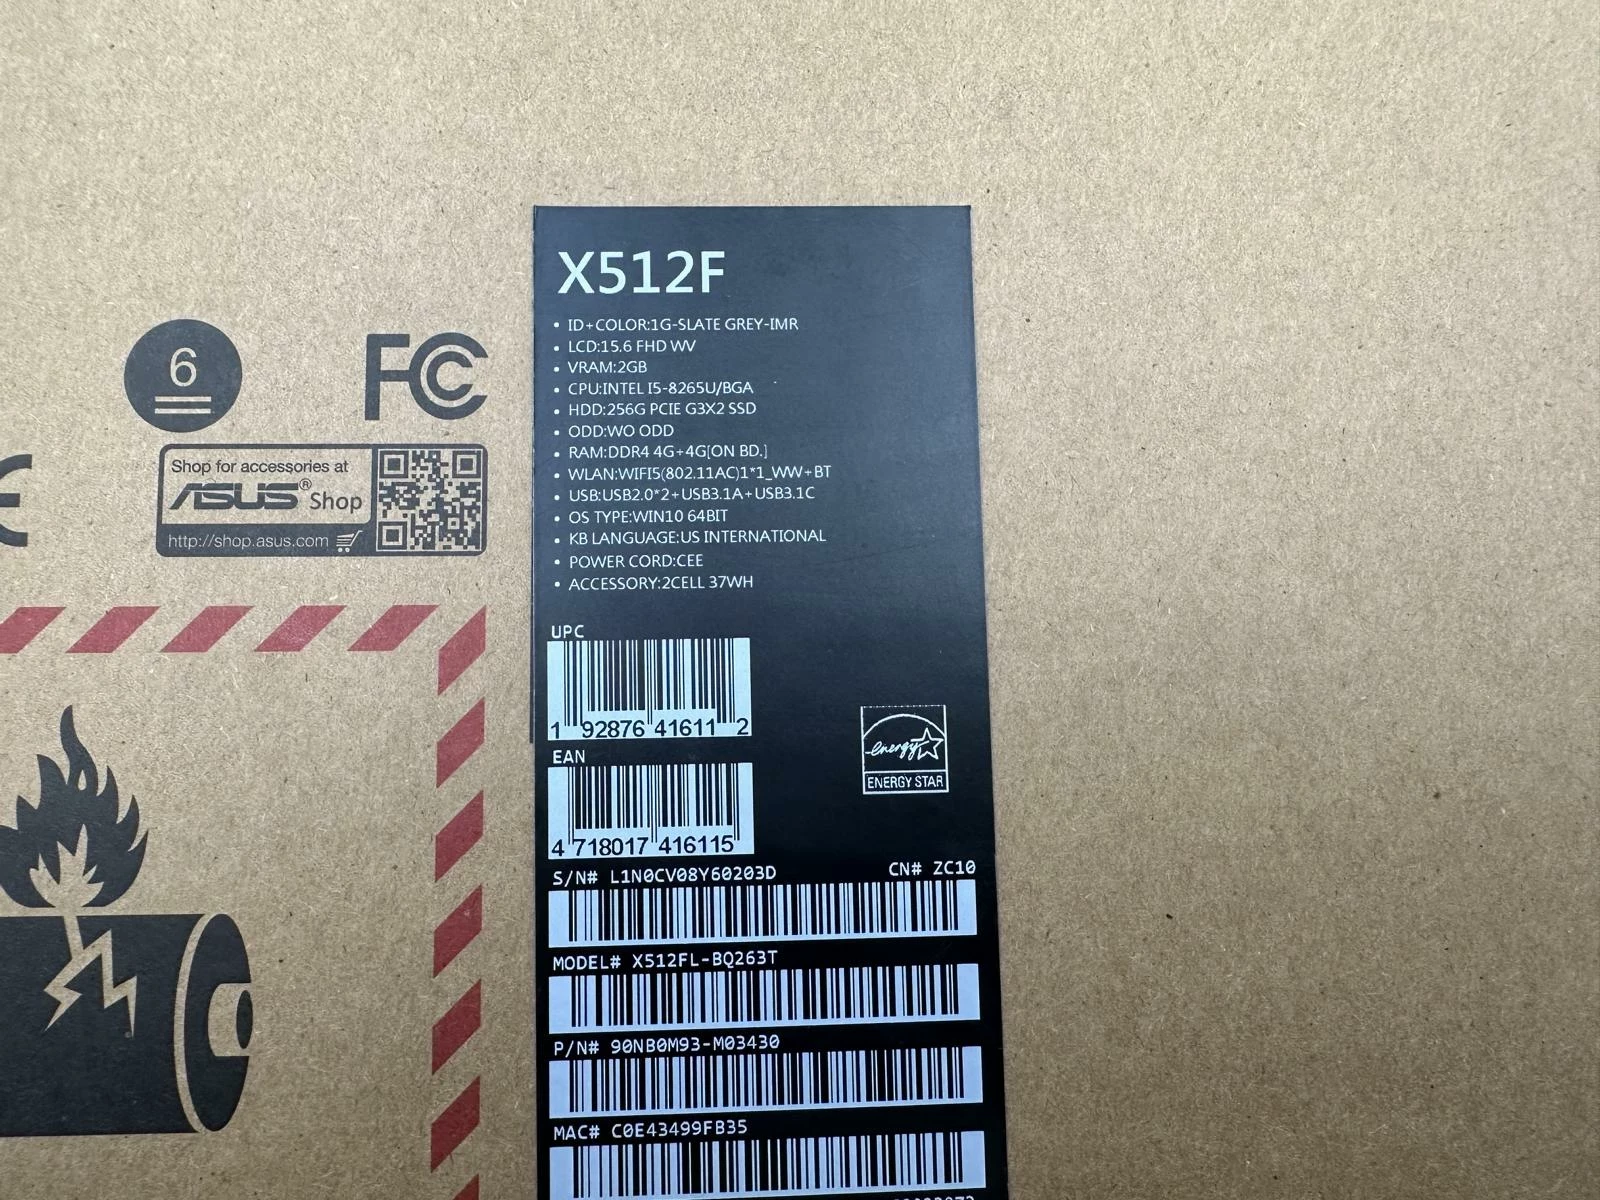 X512F
• ID+COLOR:1G-SLATE GREY-IMR
• LCD:15.6 FHD WV
• VRAM:2GB
• CPU:INTEL I5-8265U/BGA
• HDD:256G PCIE G3X2 SSD
• ODD:WO ODD
• RAM:DDR4 4G+4G[ON BD.]
• WLAN:WIFI5(802.11AC)1*1_WW+BT
• USB:USB2.0*2+USB3.1A+USB3.1C
• OS TYPE:WIN10 64BIT
• KB LANGUAGE:US INTERNATIONAL
• POWER CORD:CEE
• ACCESSORY:2CELL 37WH
UPC
1 92876 41611 2
EAN
4 718017 416115
energy
ENERGY STAR
S/N# L1N0CV08Y60203D CN# ZC10
MODEL# X512FL-BQ263T
P/N# 90NB0M93-M03430
MAC# C0E43499FB35
6
FC
Shop for accessories at
ASUS® Shop
http://shop.asus.com